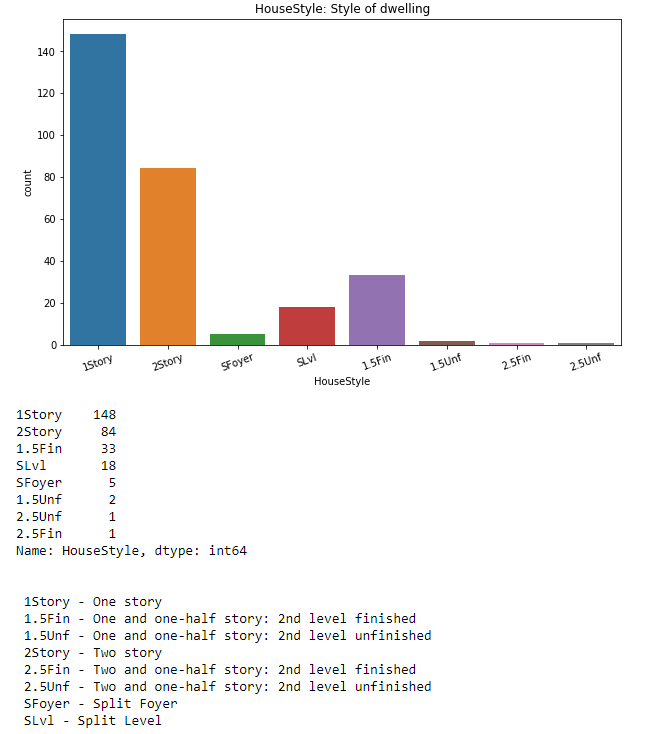 HouseStyle: Style of dwelling
140
120
100
80
60
40
20
0
count
1Story 2Story SFoyer SLvl 1.5Fin 1.5Unf 2.5Fin 2.5Unf
HouseStyle
1Story 148
2Story 84
1.5Fin 33
SLvl 18
SFoyer 5
1.5Unf 2
2.5Unf 1
2.5Fin 1
Name: HouseStyle, dtype: int64
1Story - One story
1.5Fin - One and one-half story: 2nd level finished
1.5Unf - One and one-half story: 2nd level unfinished
2Story - Two story
2.5Fin - Two and one-half story: 2nd level finished
2.5Unf - Two and one-half story: 2nd level unfinished
SFoyer - Split Foyer
SLvl - Split Level